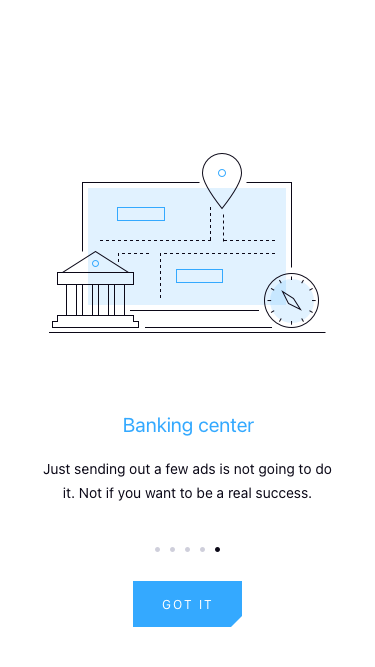 Banking center
Just sending out a few ads is not going to do
it. Not if you want to be a real success.
GOT IT